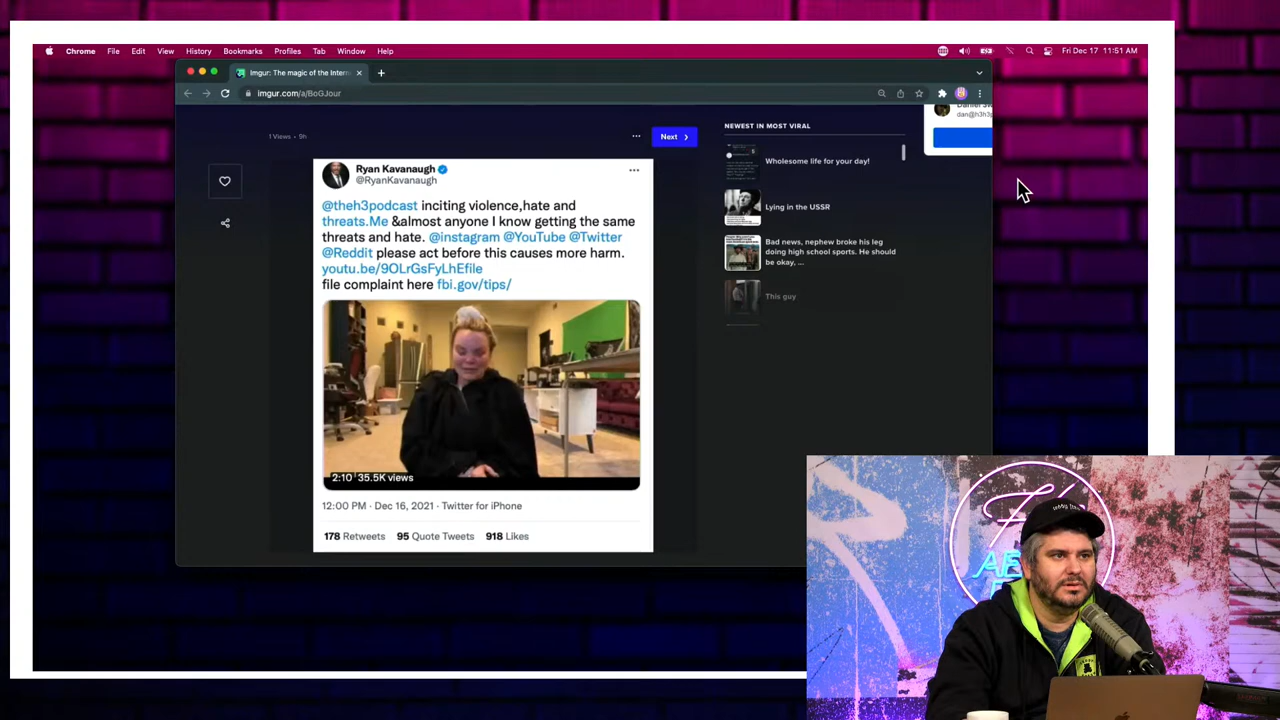 Chrome File Edit View History Bookmarks Profiles Tab Window Help
Fri Dec 17 11:51 AM
Imgur: The magic of the Intern
imgur.com/a/BoGJour
1 Views • 9h
Next
NEWEST IN MOST VIRAL
dan@h3h3p
Wholesome life for your day!
Lying in the USSR
Bad news, nephew broke his leg
doing high school sports. He should
be okay, ...
This guy
Ryan Kavanaugh
@RyanKavanaugh
@theh3podcast inciting violence,hate and
threats.Me &almost anyone I know getting the same
threats and hate. @instagram @YouTube @Twitter
@Reddit please act before this causes more harm.
youtu.be/9OLrGsFyLhEfile
file complaint here fbi.gov/tips/
2:10 35.5K views
12:00 PM · Dec 16, 2021 · Twitter for iPhone
178 Retweets 95 Quote Tweets 918 Likes